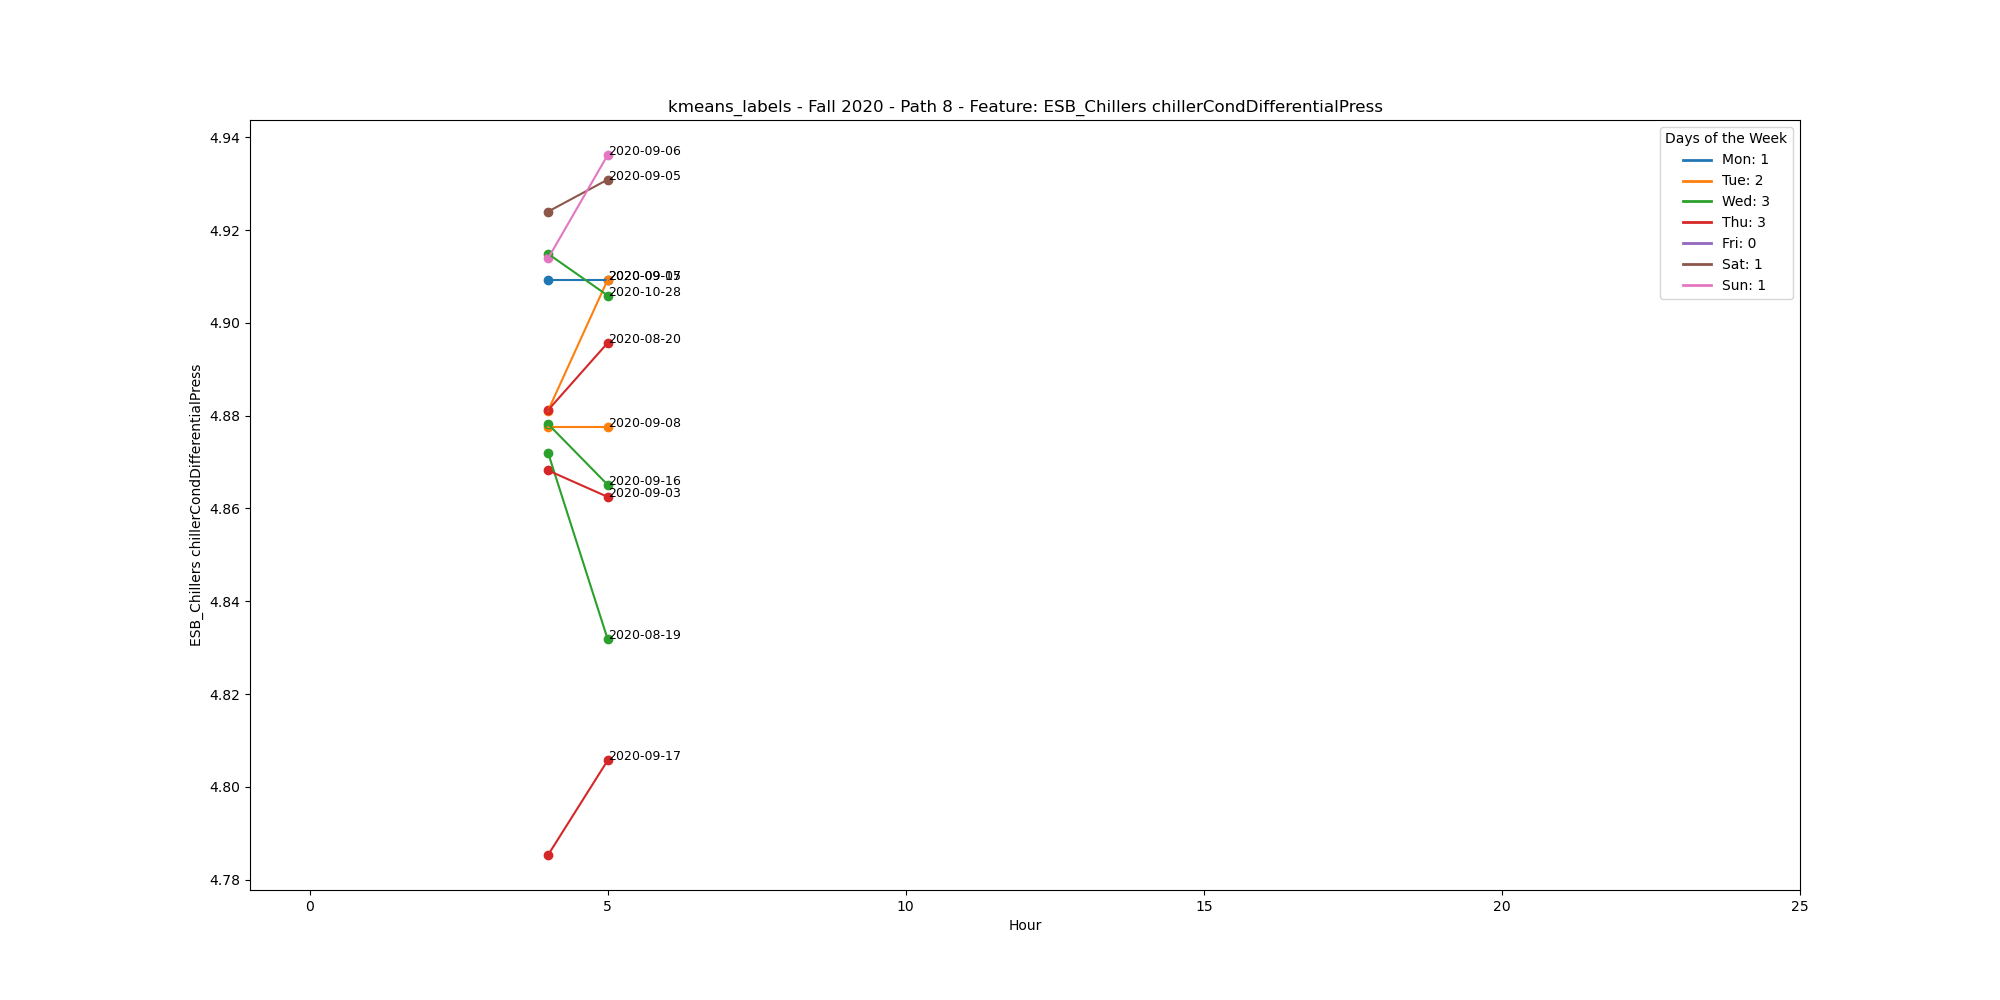 kmeans_labels - Fall 2020 - Path 8 - Feature: ESB_Chillers chillerCondDifferentialPress
Days of the Week
Mon: 1
Tue: 2
Wed: 3
Thu: 3
Fri: 0
Sat: 1
Sun: 1
ESB_Chillers chillerCondDifferentialPress
4.94
4.92
4.90
4.88
4.86
4.84
4.82
4.80
4.78
2020-09-06
2020-09-05
2020-10-28
2020-08-20
2020-09-08
2020-09-16
2020-09-03
2020-08-19
2020-09-17
0
5
10
15
20
25
Hour